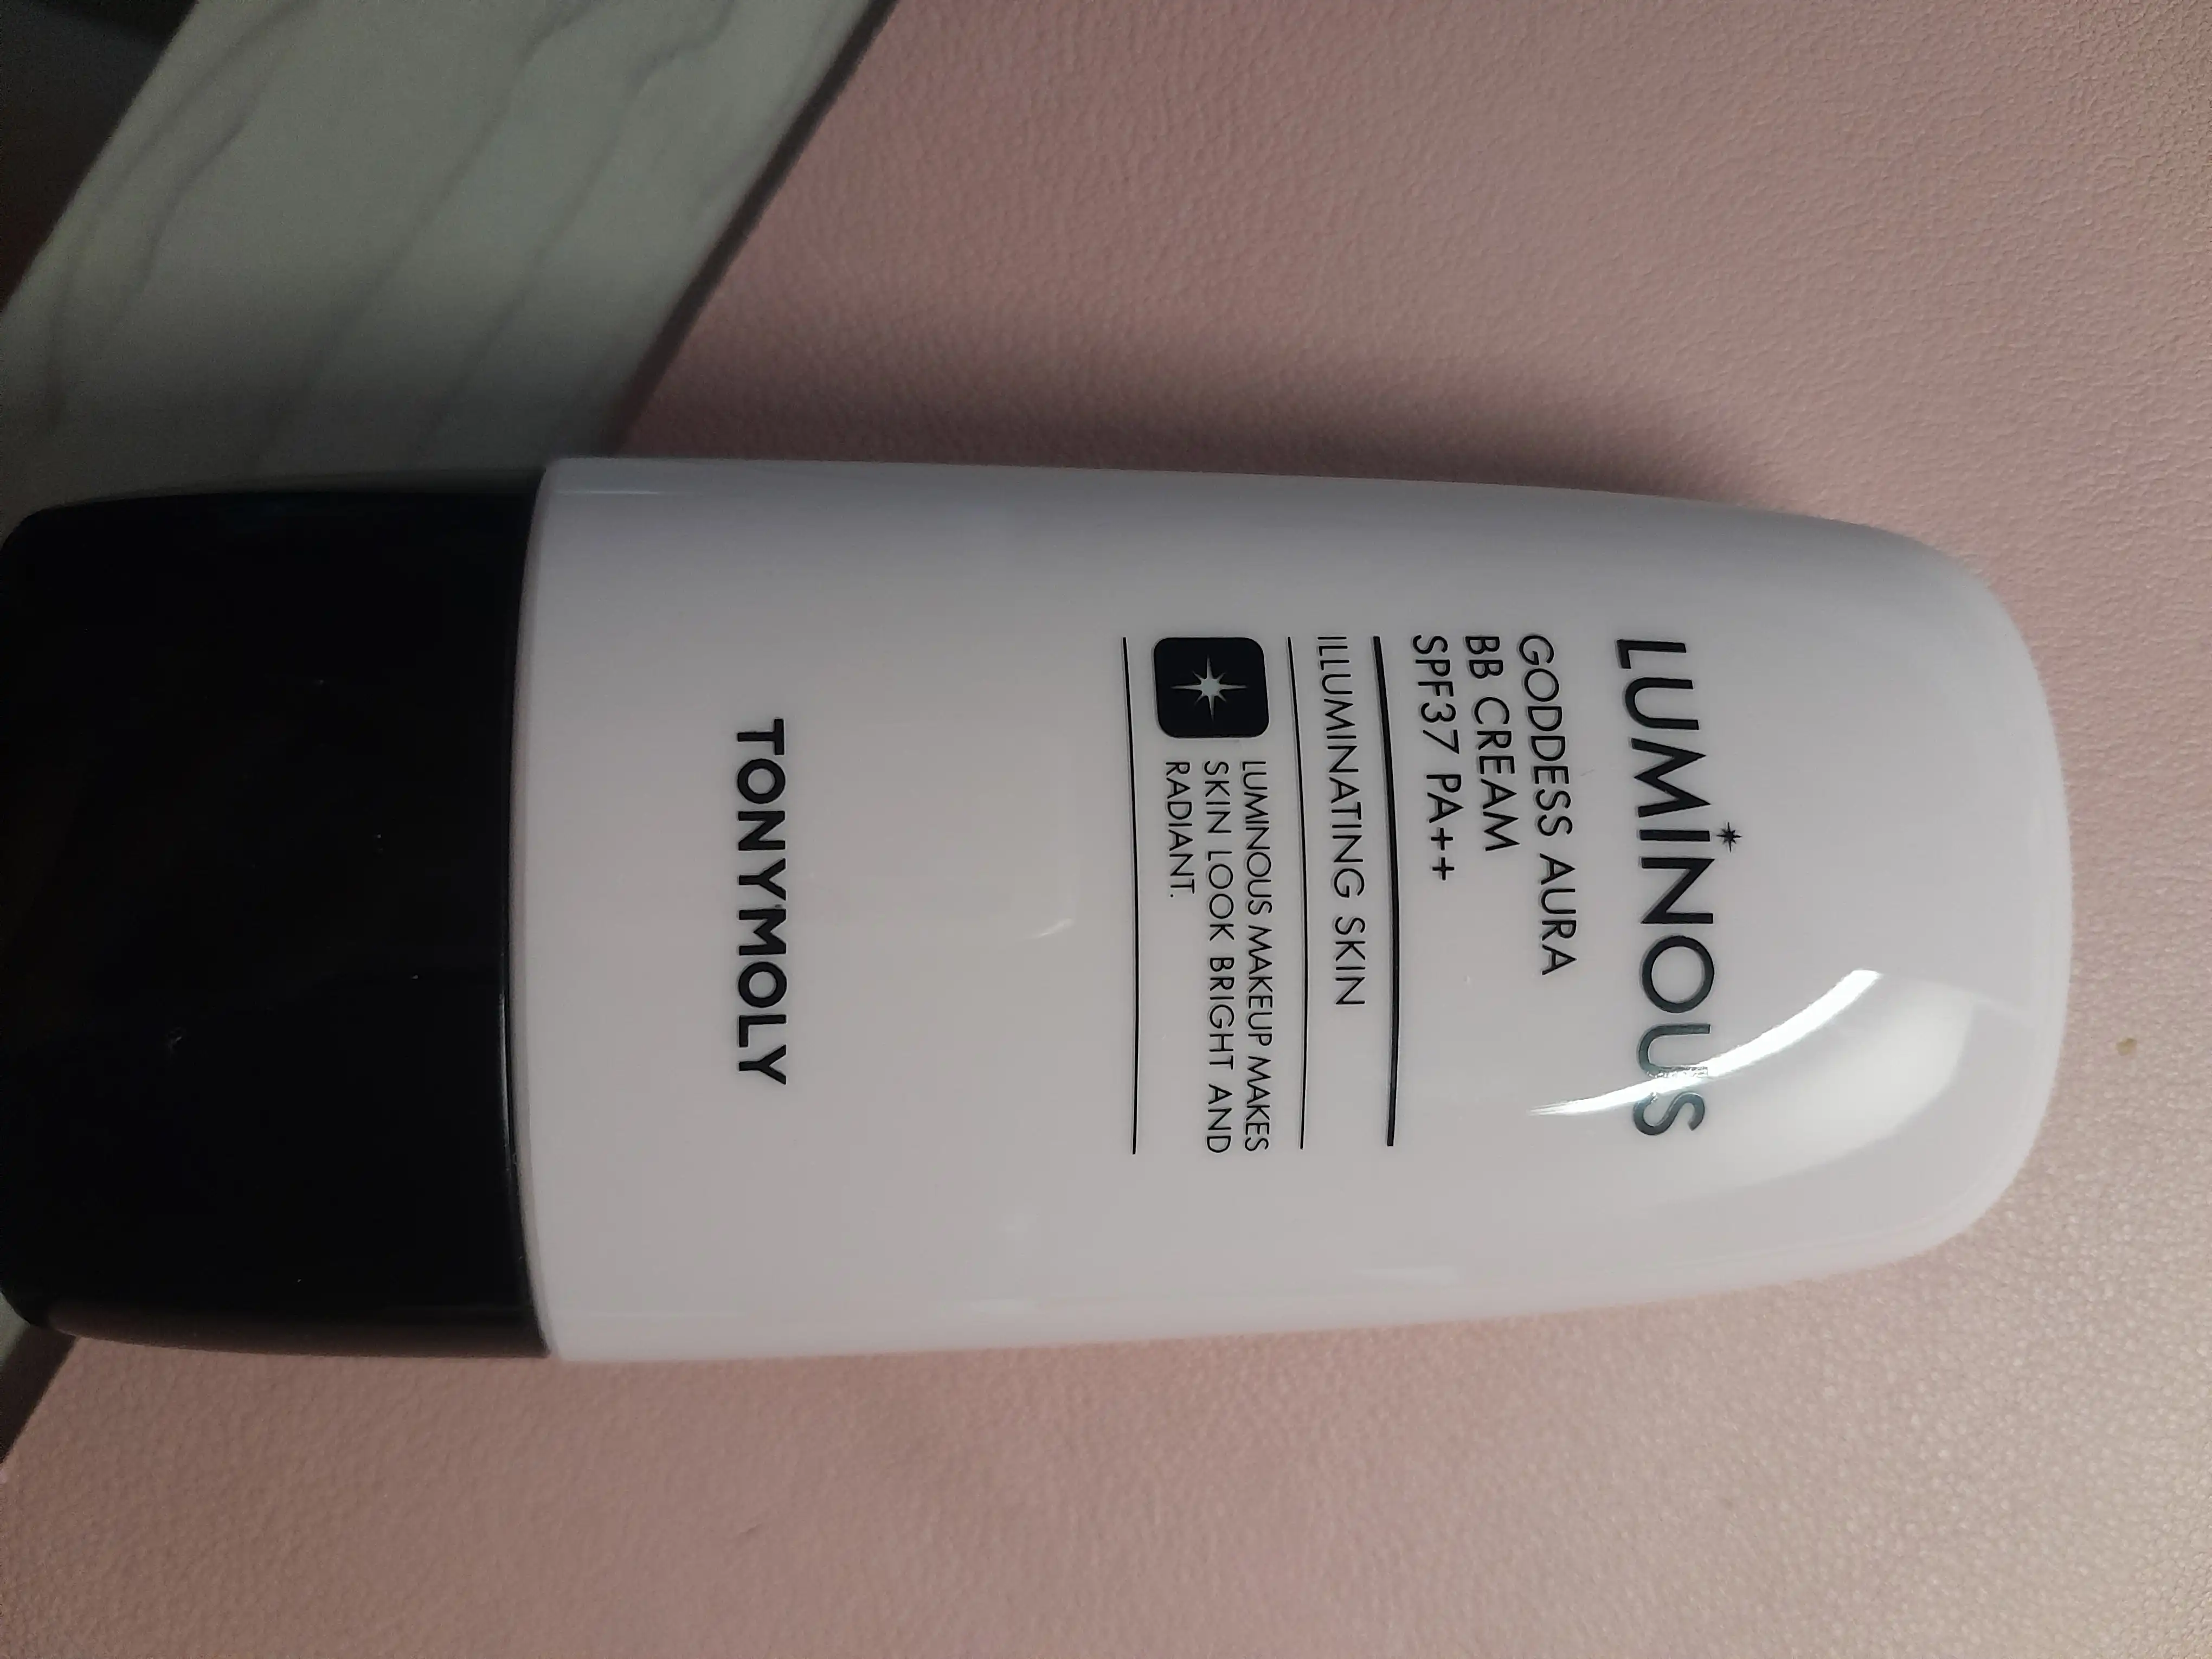 LUMINOUS
GODDESS AURA
BB CREAM
SPF37 PA++
ILLUMINATING SKIN
LUMINOUS MAKEUP MAKES
SKIN LOOK BRIGHT AND
RADIANT.
TONYMOLY